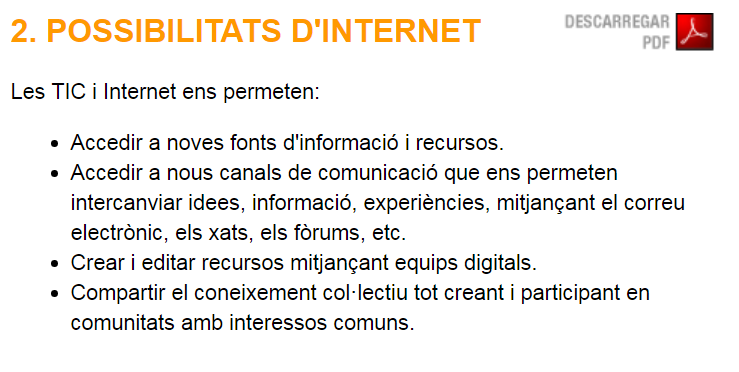 2. POSSIBILITATS D'INTERNET
DESCARREGAR
PDF
Les TIC i Internet ens permeten:
• Accedir a noves fonts d'informació i recursos.
• Accedir a nous canals de comunicació que ens permeten
intercanviar idees, informació, experiències, mitjançant el correu
electrònic, els xats, els fòrums, etc.
• Crear i editar recursos mitjançant equips digitals.
• Compartir el coneixement col·lectiu tot creant i participant en
comunitats amb interessos comuns.